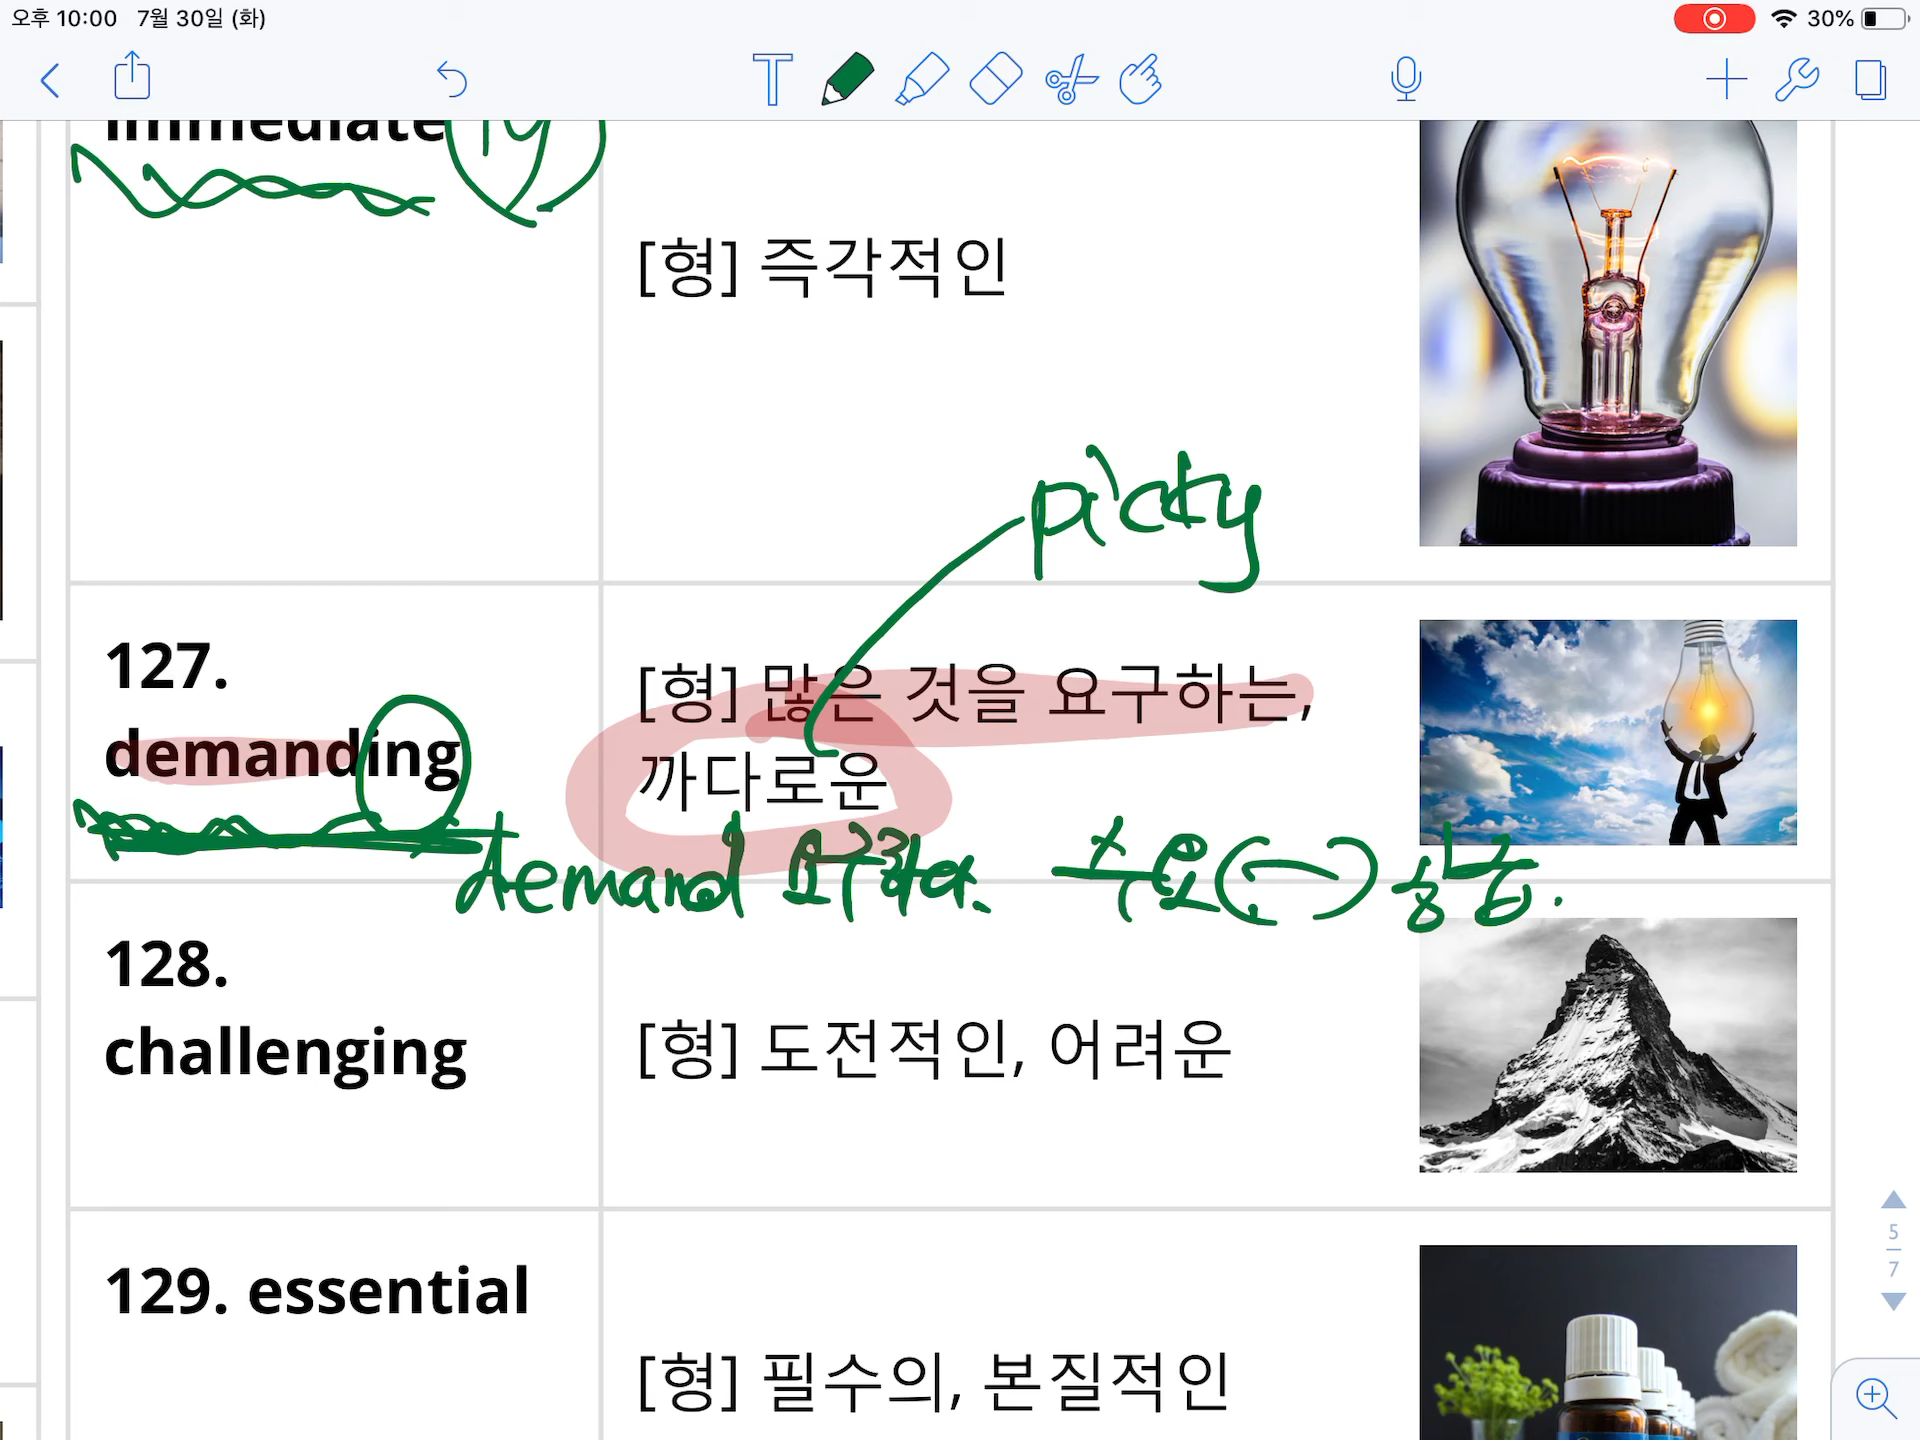 오후 10:00 7월 30일 (화)
30%
T
immediate ly
[형] 즉각적인
picky
127.
demanding
[형] 많은 것을 요구하는,
까다로운
demand 요구하다. 수요(ㅡ) 공급.
128.
challenging
[형] 도전적인, 어려운
129. essential
[형] 필수의, 본질적인
5
7